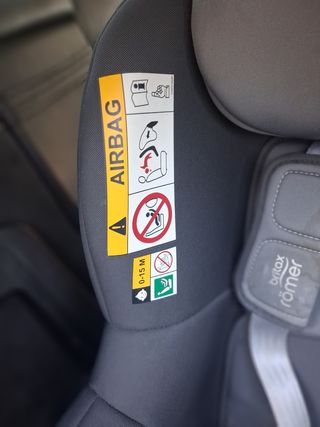 AIRBAG
0-15 M
britax
römer